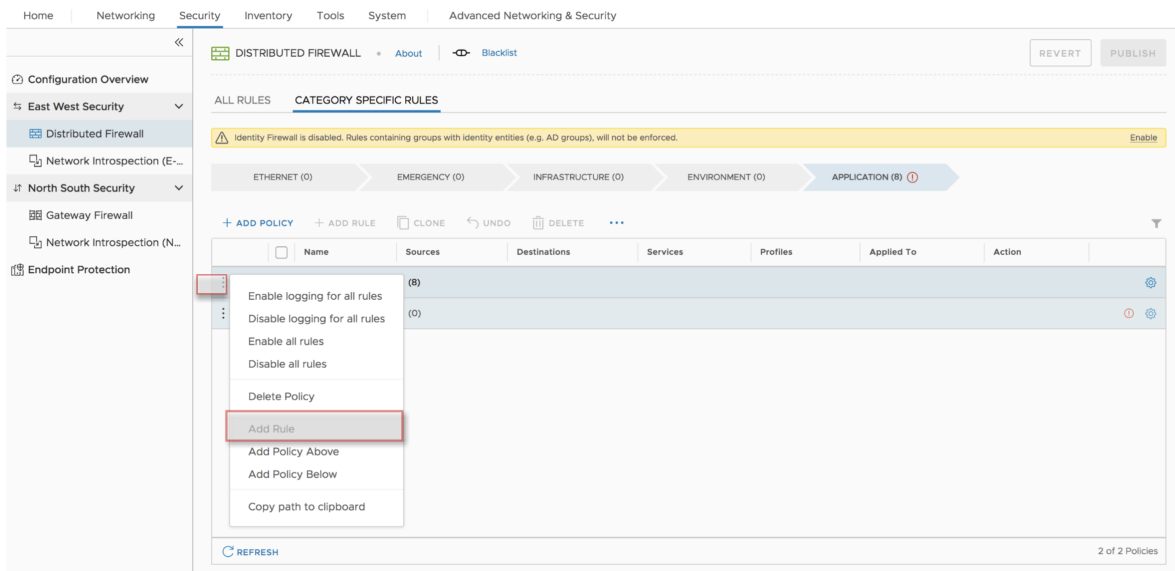 Home Networking Security Inventory Tools System Advanced Networking & Security
DISTRIBUTED FIREWALL About Blacklist REVERT PUBLISH
Configuration Overview
East West Security
Distributed Firewall
Network Introspection (E-...
North South Security
Gateway Firewall
Network Introspection (N...
Endpoint Protection
ALL RULES CATEGORY SPECIFIC RULES
Identity Firewall is disabled. Rules containing groups with identity entities (e.g. AD groups), will not be enforced. Enable
ETHERNET (0) EMERGENCY (0) INFRASTRUCTURE (0) ENVIRONMENT (0) APPLICATION (8)
+ ADD POLICY + ADD RULE CLONE UNDO DELETE ...
Name Sources Destinations Services Profiles Applied To Action
(8)
(0)
Enable logging for all rules
Disable logging for all rules
Enable all rules
Disable all rules
Delete Policy
Add Rule
Add Policy Above
Add Policy Below
Copy path to clipboard
REFRESH 2 of 2 Policies